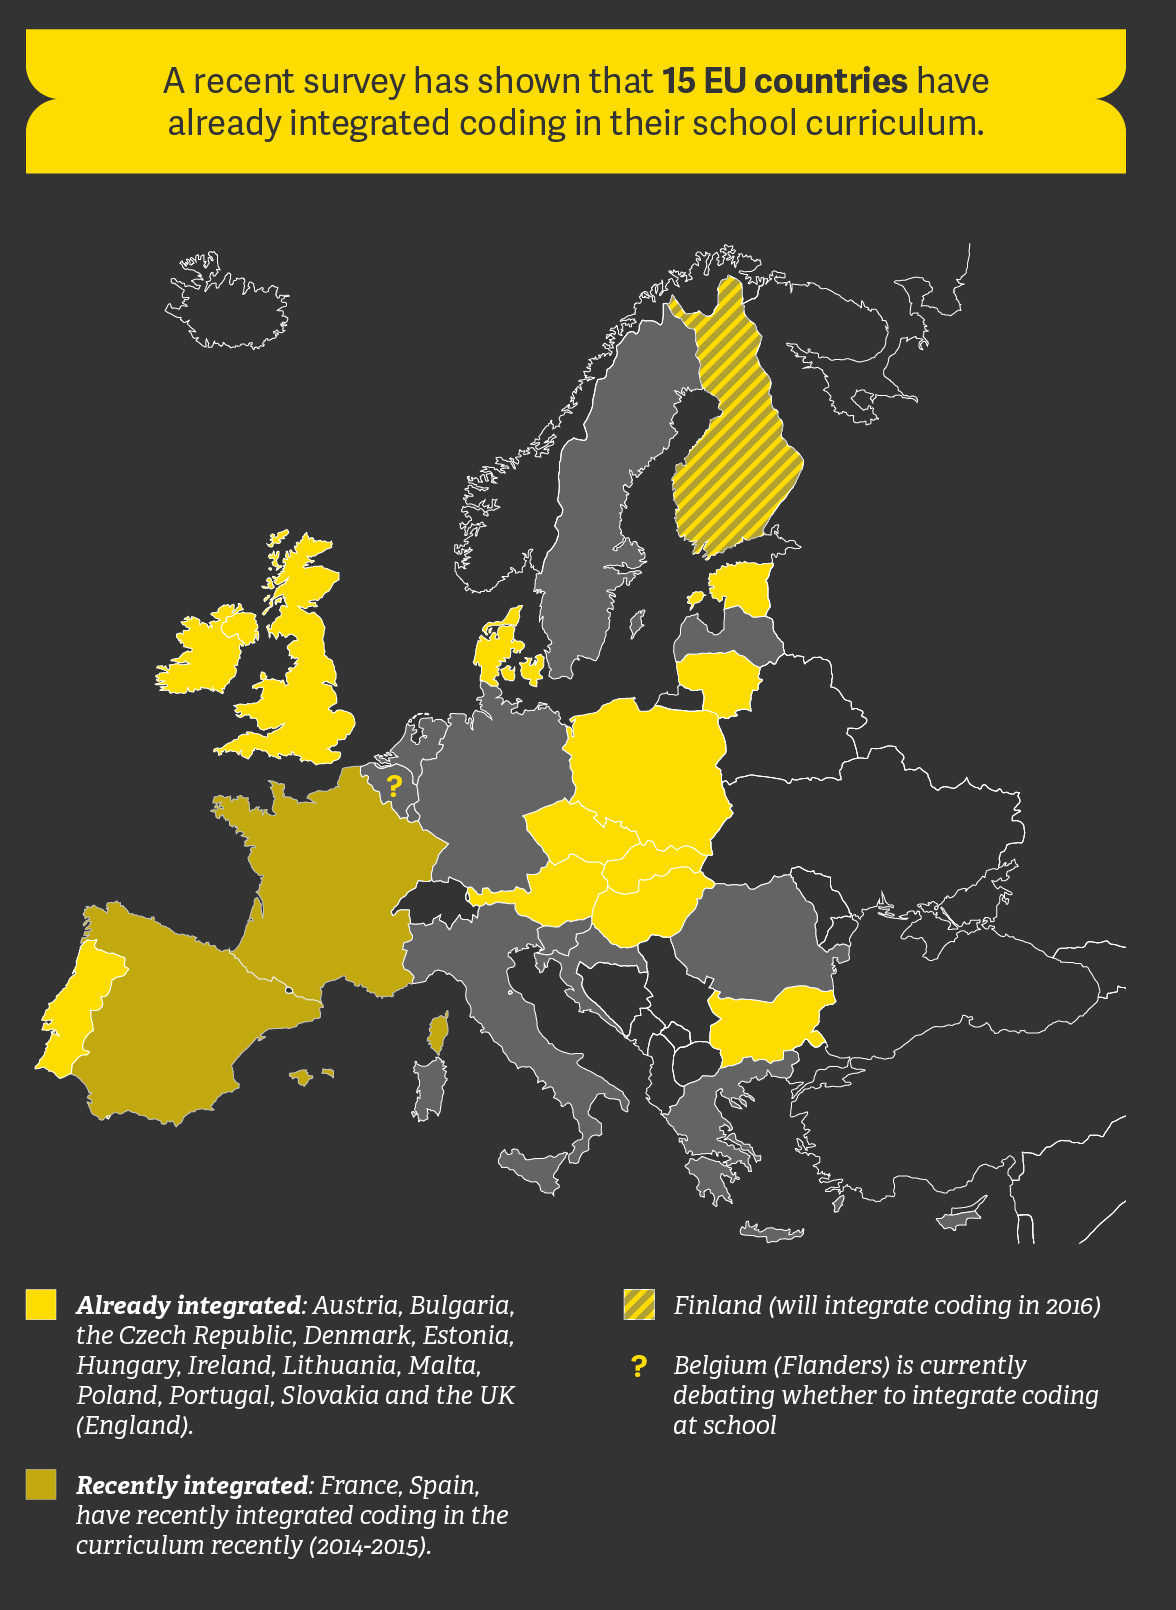 A recent survey has shown that 15 EU countries have
already integrated coding in their school curriculum.
?
Already integrated: Austria, Bulgaria,
the Czech Republic, Denmark, Estonia,
Hungary, Ireland, Lithuania, Malta,
Poland, Portugal, Slovakia and the UK
(England).
Recently integrated: France, Spain,
have recently integrated coding in the
curriculum recently (2014-2015).
Finland (will integrate coding in 2016)
? Belgium (Flanders) is currently
debating whether to integrate coding
at school